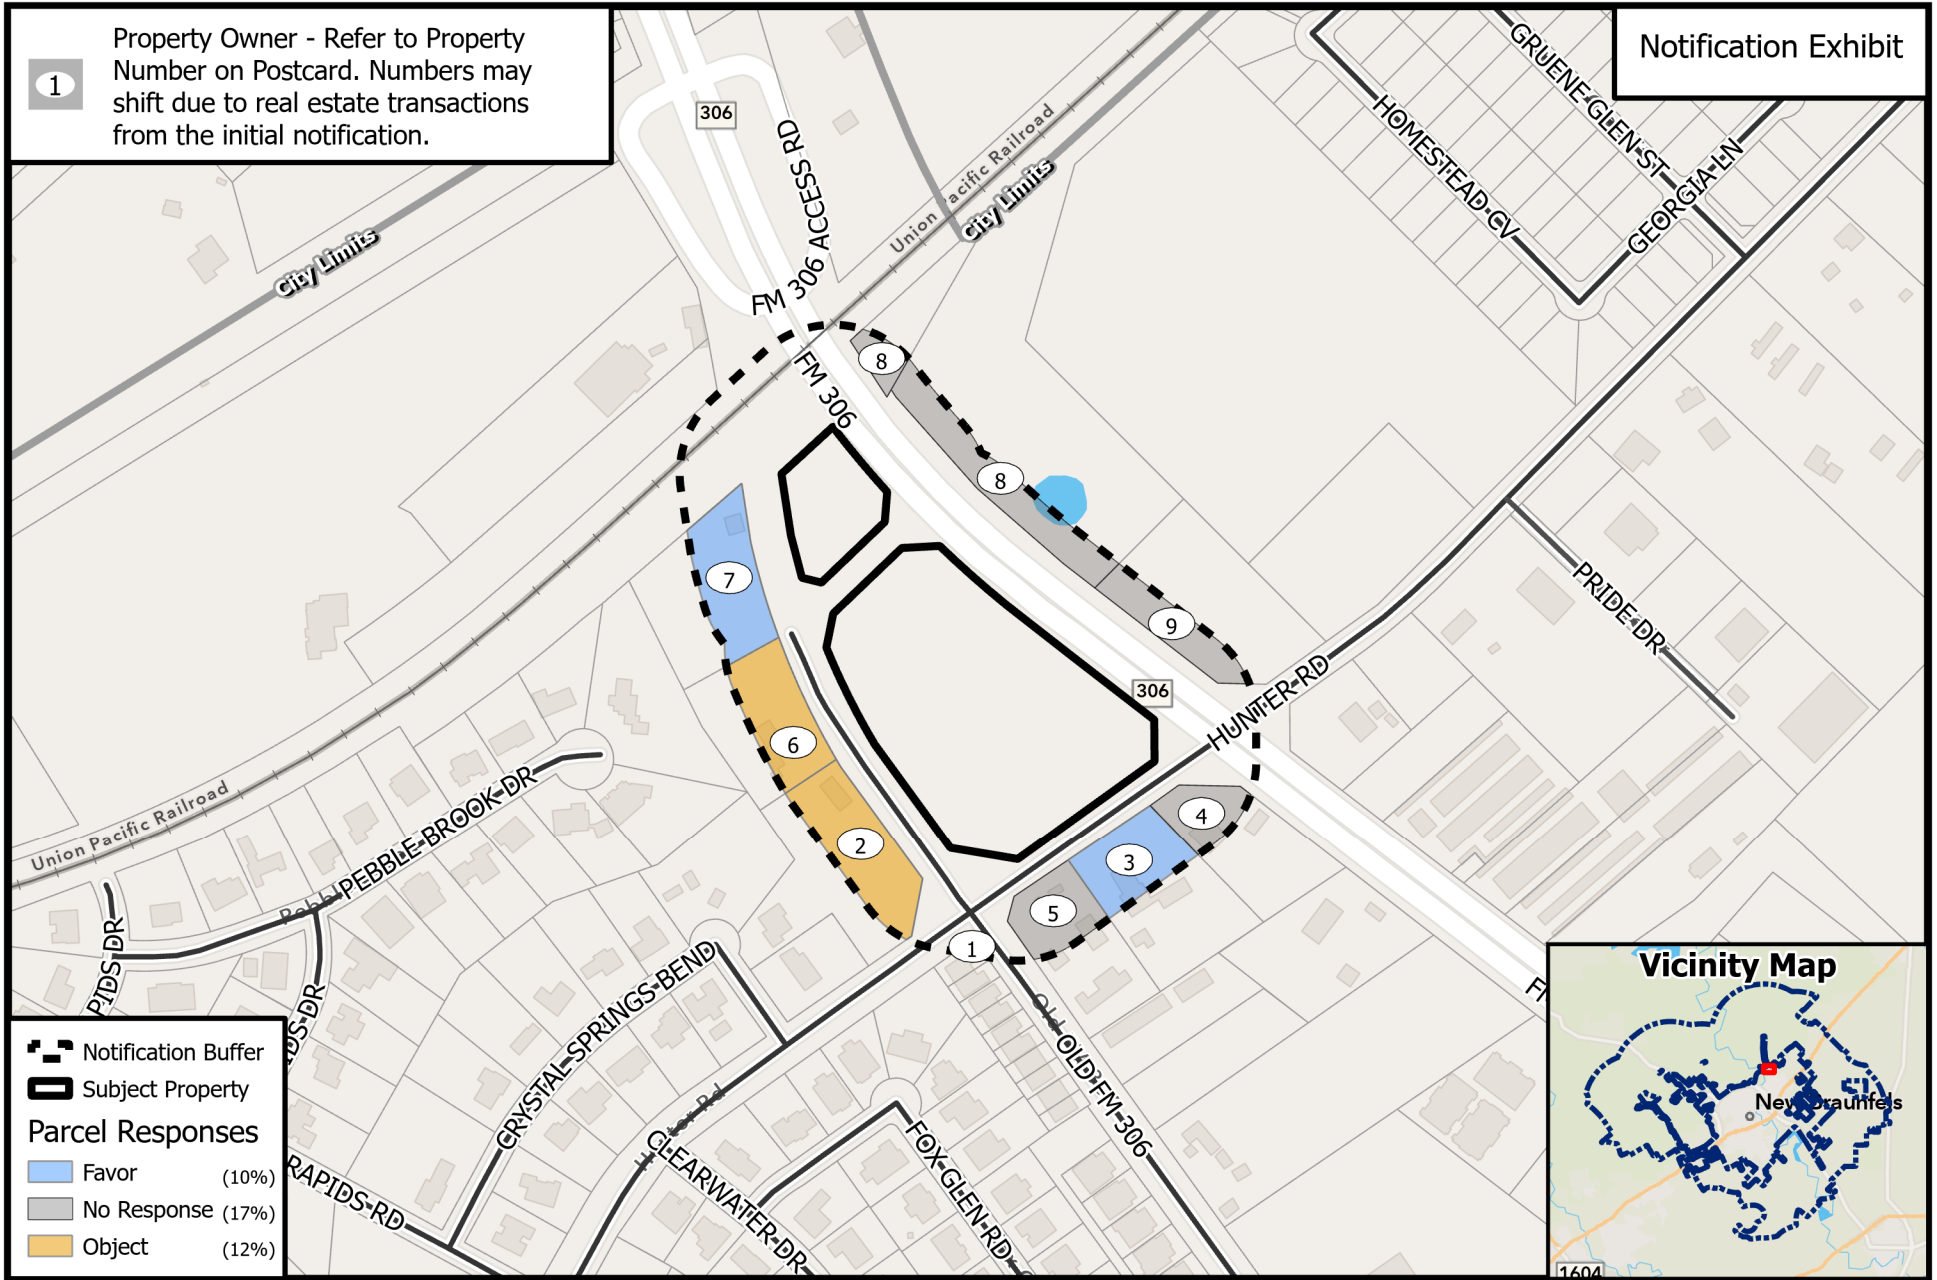 1
Property Owner - Refer to Property
Number on Postcard. Numbers may
shift due to real estate transactions
from the initial notification.
Notification Exhibit
306
FM 306 ACCESS RD
Union Pacific Railroad
City Limits
City Limits
GRUENE GLEN ST
HOMESTEAD CV
GEORGIA LN
FM 306
8
8
9
7
6
2
306
HUNTER RD
PRIDE DR
4
3
5
1
Union Pacific Railroad
PEBBLE BROOK DR
PIDS DR
IDS DR
CRYSTAL SPRINGS BEND
OLD FM 306
CLEARWATER DR
FOX GLEN RD
RAPIDS RD
Notification Buffer
Subject Property
Parcel Responses
Favor (10%)
No Response (17%)
Object (12%)
Vicinity Map
New Braunfels
1604